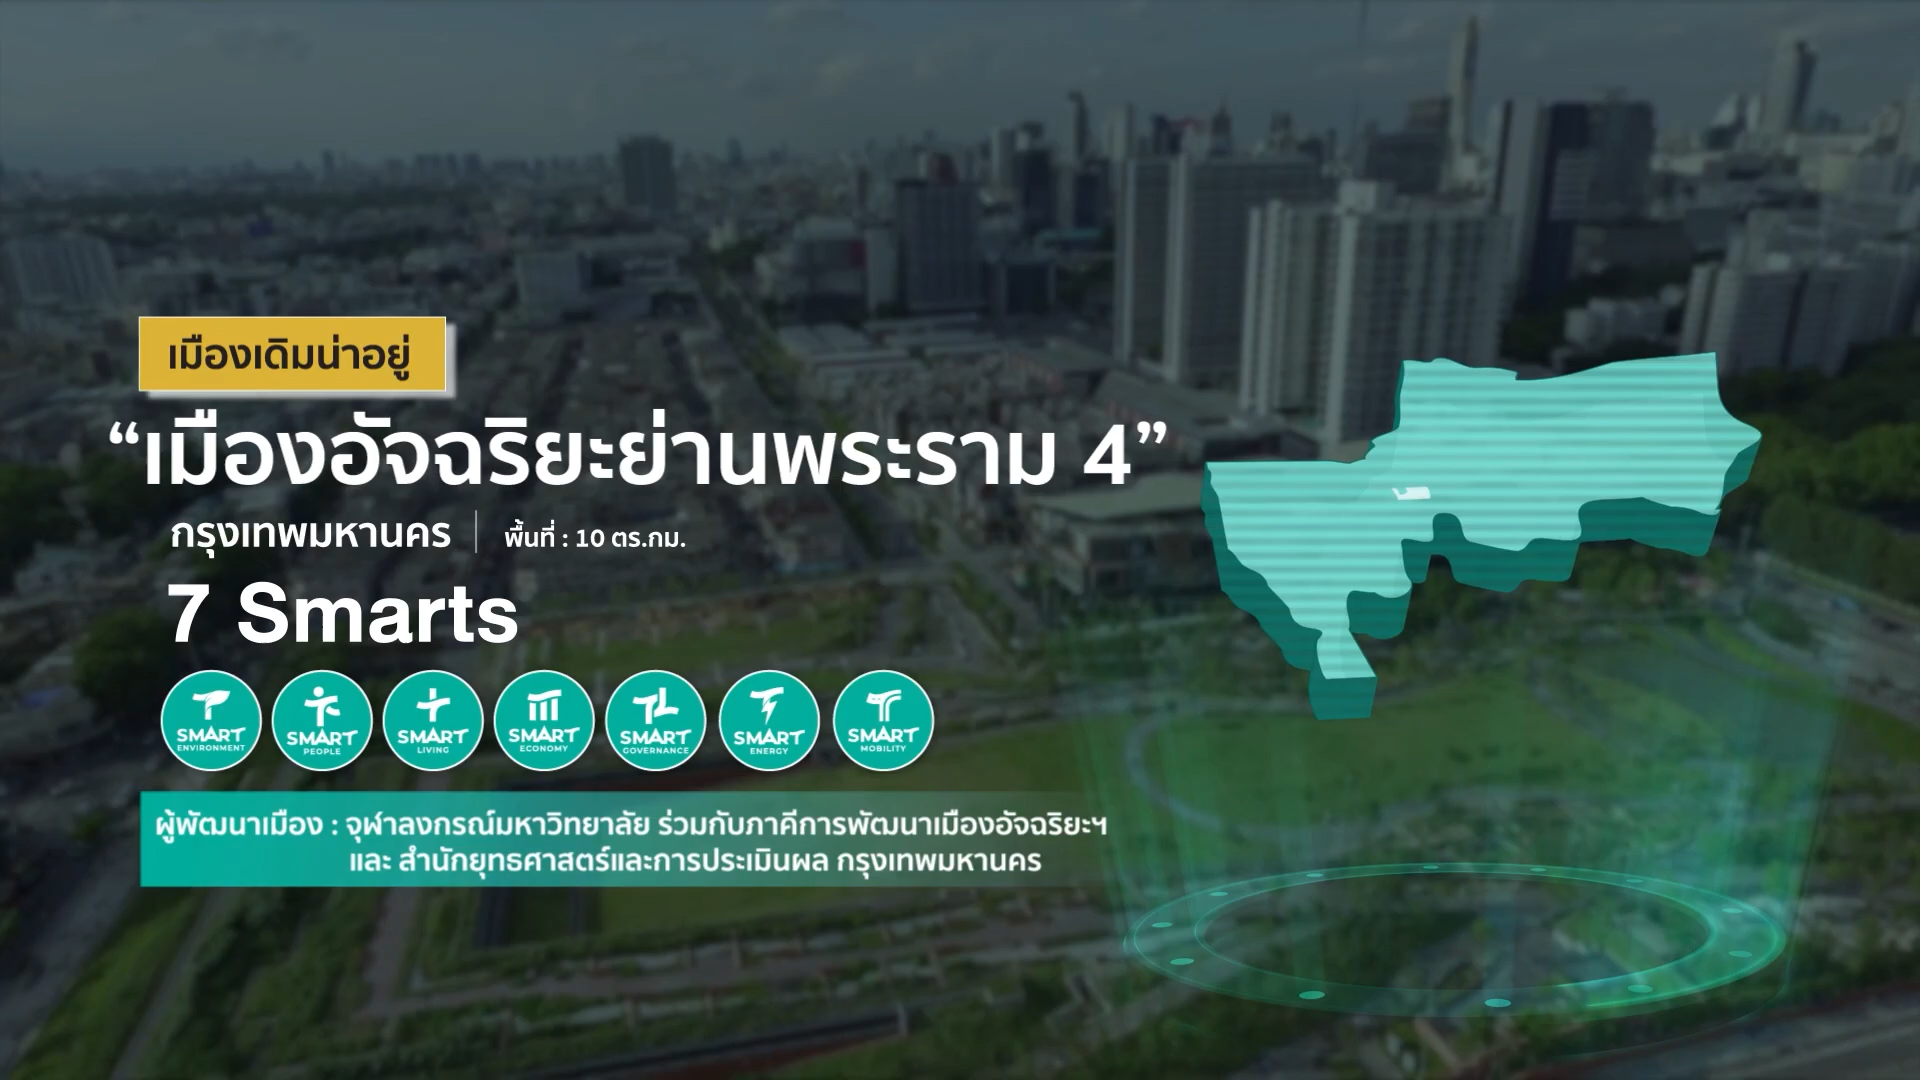 เมืองเดิมน่าอยู่
“เมืองอัจฉริยะย่านพระราม 4”
กรุงเทพมหานคร | พื้นที่ : 10 ตร.กม.
7 Smarts
SMART ENVIRONMENT
SMART PEOPLE
SMART LIVING
SMART ECONOMY
SMART GOVERNANCE
SMART ENERGY
SMART MOBILITY
ผู้พัฒนาเมือง : จุฬาลงกรณ์มหาวิทยาลัย ร่วมกับภาคีการพัฒนาเมืองอัจฉริยะฯ
และ สำนักยุทธศาสตร์และการประเมินผล กรุงเทพมหานคร